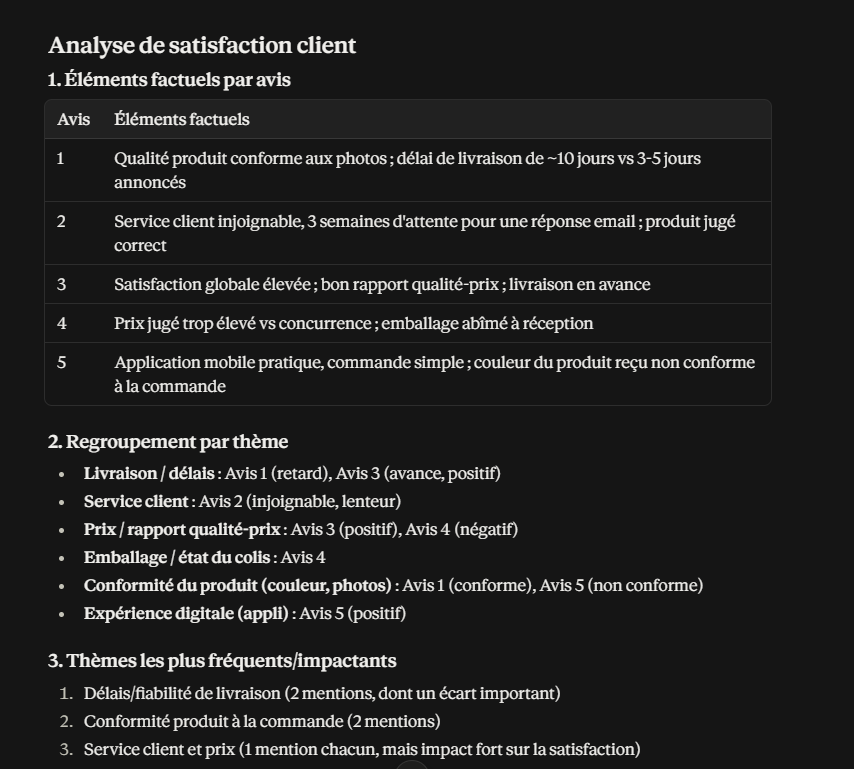 Analyse de satisfaction client
1. Éléments factuels par avis
Avis Éléments factuels
1 Qualité produit conforme aux photos ; délai de livraison de ~10 jours vs 3-5 jours
annoncés
2 Service client injoignable, 3 semaines d'attente pour une réponse email ; produit jugé
correct
3 Satisfaction globale élevée ; bon rapport qualité-prix ; livraison en avance
4 Prix jugé trop élevé vs concurrence ; emballage abîmé à réception
5 Application mobile pratique, commande simple ; couleur du produit reçu non conforme
à la commande
2. Regroupement par thème
• Livraison / délais : Avis 1 (retard), Avis 3 (avance, positif)
• Service client : Avis 2 (injoignable, lenteur)
• Prix / rapport qualité-prix : Avis 3 (positif), Avis 4 (négatif)
• Emballage / état du colis : Avis 4
• Conformité du produit (couleur, photos) : Avis 1 (conforme), Avis 5 (non conforme)
• Expérience digitale (appli) : Avis 5 (positif)
3. Thèmes les plus fréquents/impactants
1. Délais/fiabilité de livraison (2 mentions, dont un écart important)
2. Conformité produit à la commande (2 mentions)
3. Service client et prix (1 mention chacun, mais impact fort sur la satisfaction)